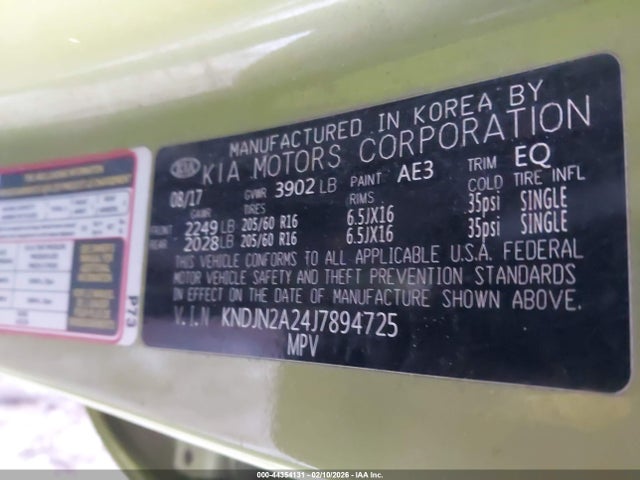 MANUFACTURED IN KOREA BY
KIA KIA MOTORS CORPORATION
08/17 GVWR 3902 LB PAINT AE3 TRIM EQ
GAWR TIRES RIMS COLD TIRE INFL
FRONT 2249 LB 205/60 R16 6.5JX16 35psi SINGLE
REAR 2028 LB 205/60 R16 6.5JX16 35psi SINGLE
THIS VEHICLE CONFORMS TO ALL APPLICABLE U.S.A. FEDERAL
MOTOR VEHICLE SAFETY AND THEFT PREVENTION STANDARDS
IN EFFECT ON THE DATE OF MANUFACTURE SHOWN ABOVE.
V.I.N KNDJN2A24J7894725
MPV
P73
000-44354131 - 02/10/2026 - IAA Inc.